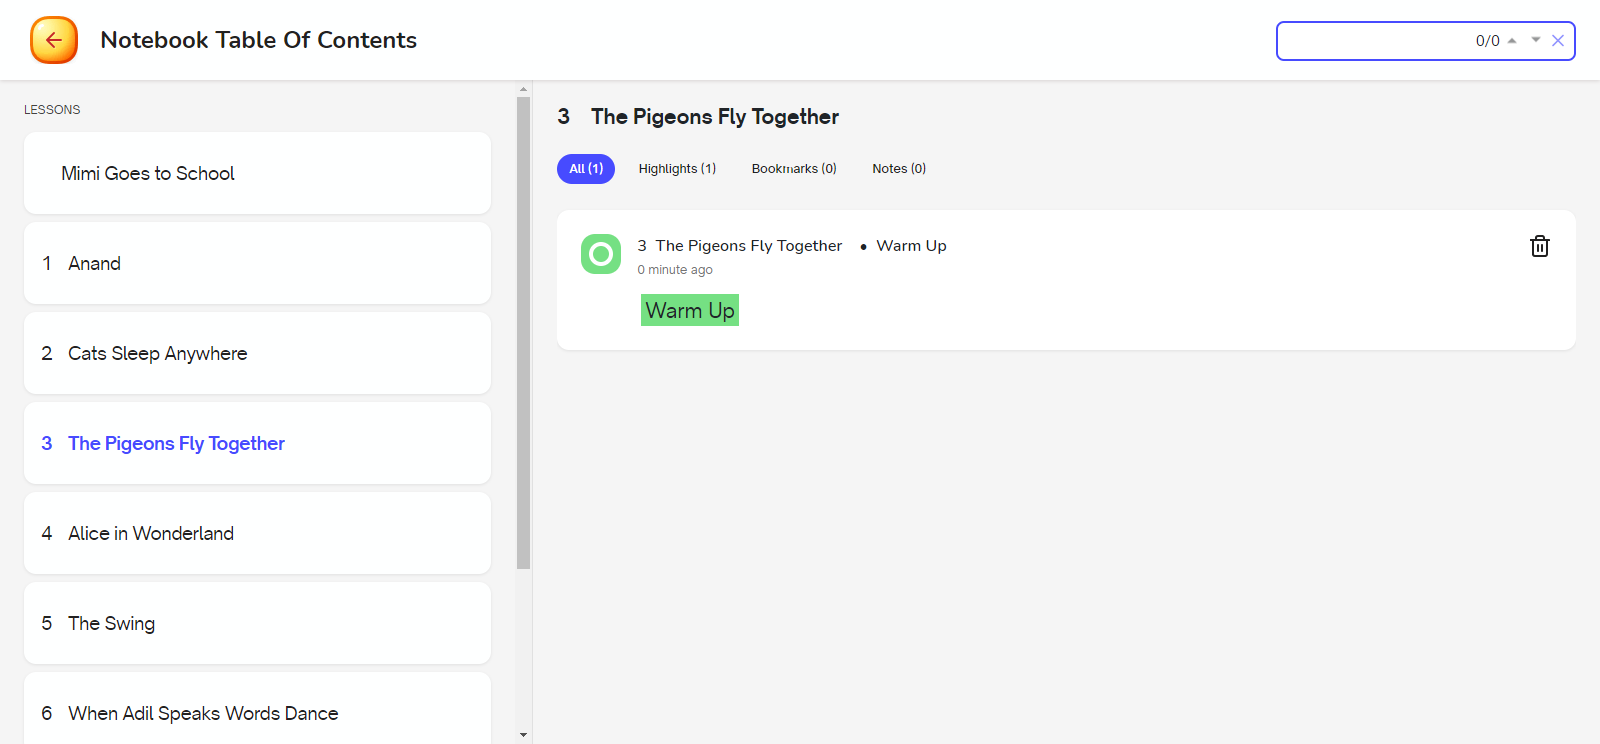 Notebook Table Of Contents
0/0
LESSONS
Mimi Goes to School
1 Anand
2 Cats Sleep Anywhere
3 The Pigeons Fly Together
4 Alice in Wonderland
5 The Swing
6 When Adil Speaks Words Dance
3 The Pigeons Fly Together
All (1) Highlights (1) Bookmarks (0) Notes (0)
3 The Pigeons Fly Together • Warm Up
0 minute ago
Warm Up